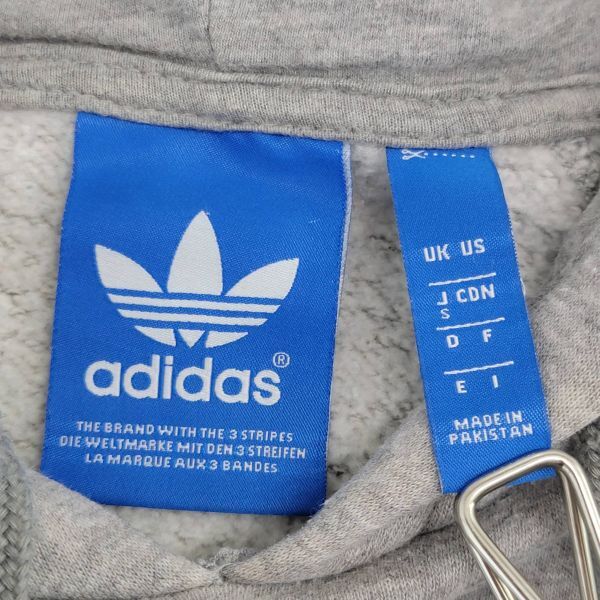 adidas®
THE BRAND WITH THE 3 STRIPES
DIE WELTMARKE MIT DEN 3 STREIFEN
LA MARQUE AUX 3 BANDES
UK US
J CDN
S
D F
E I
MADE IN
PAKISTAN